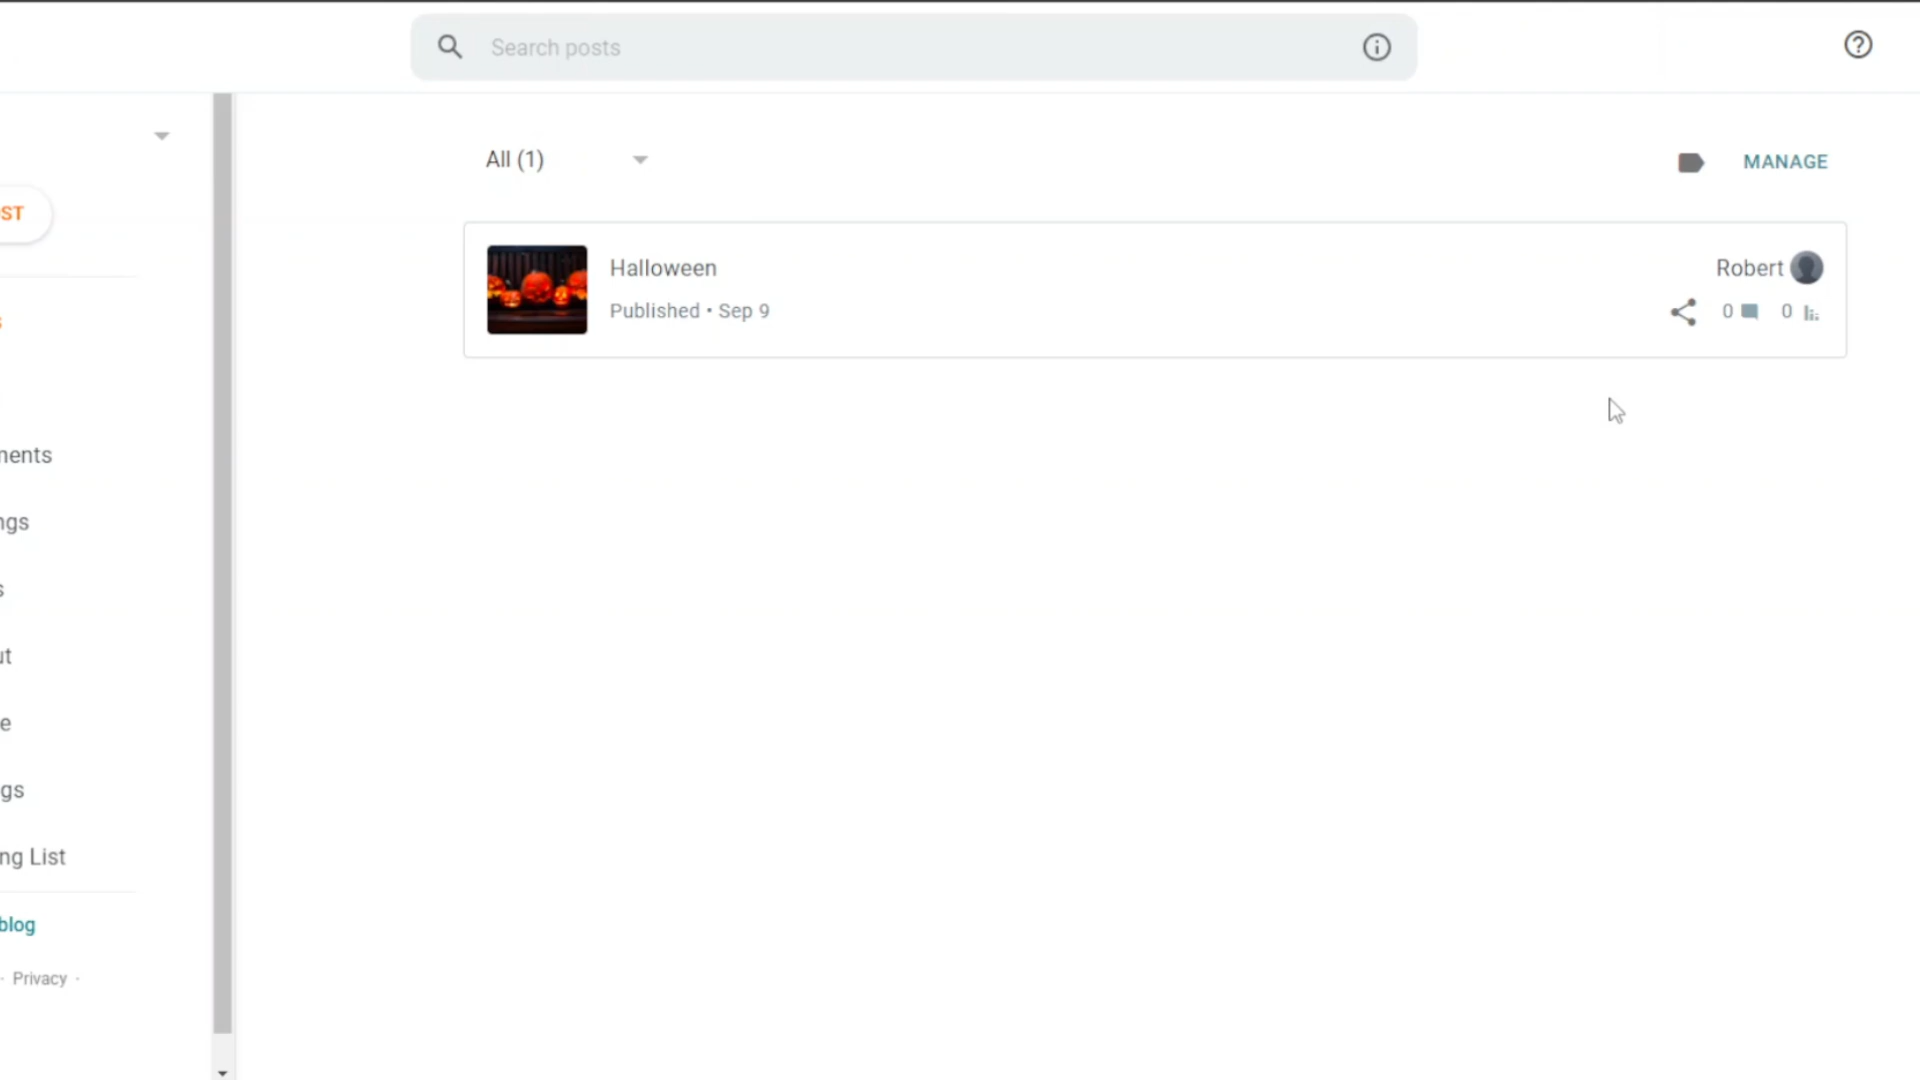 Search posts
All (1)
MANAGE
ST
Halloween
Robert
Published • Sep 9
0
0
s
ments
ngs
s
ut
e
gs
ng List
blog
· Privacy ·